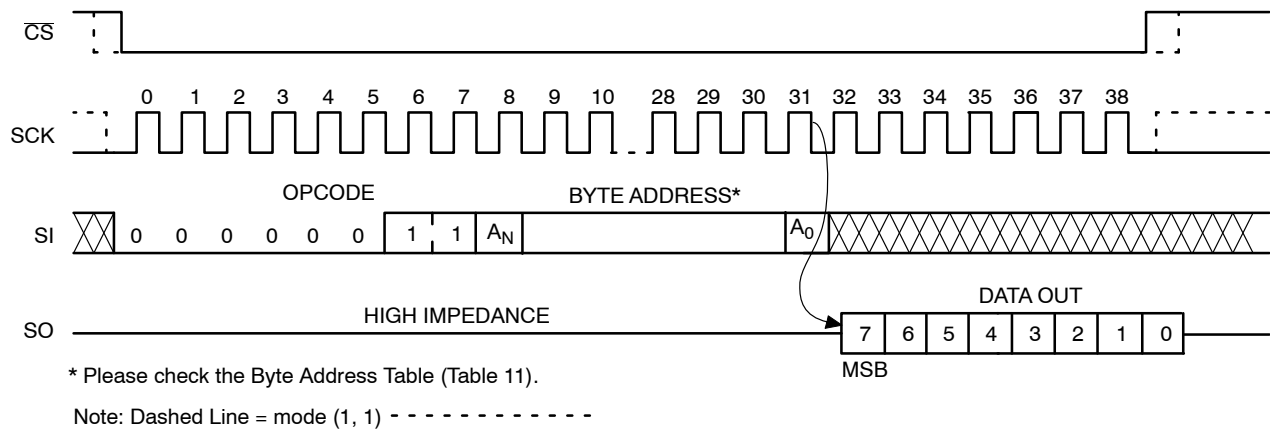 CS
0 1 2 3 4 5 6 7 8 9 10 28 29 30 31 32 33 34 35 36 37 38
SCK
OPCODE BYTE ADDRESS*
SI 0 0 0 0 0 0 1 1 AN A0
DATA OUT
HIGH IMPEDANCE
SO 7 6 5 4 3 2 1 0
MSB
* Please check the Byte Address Table (Table 11).
Note: Dashed Line = mode (1, 1) - - - - - - - - - - - -